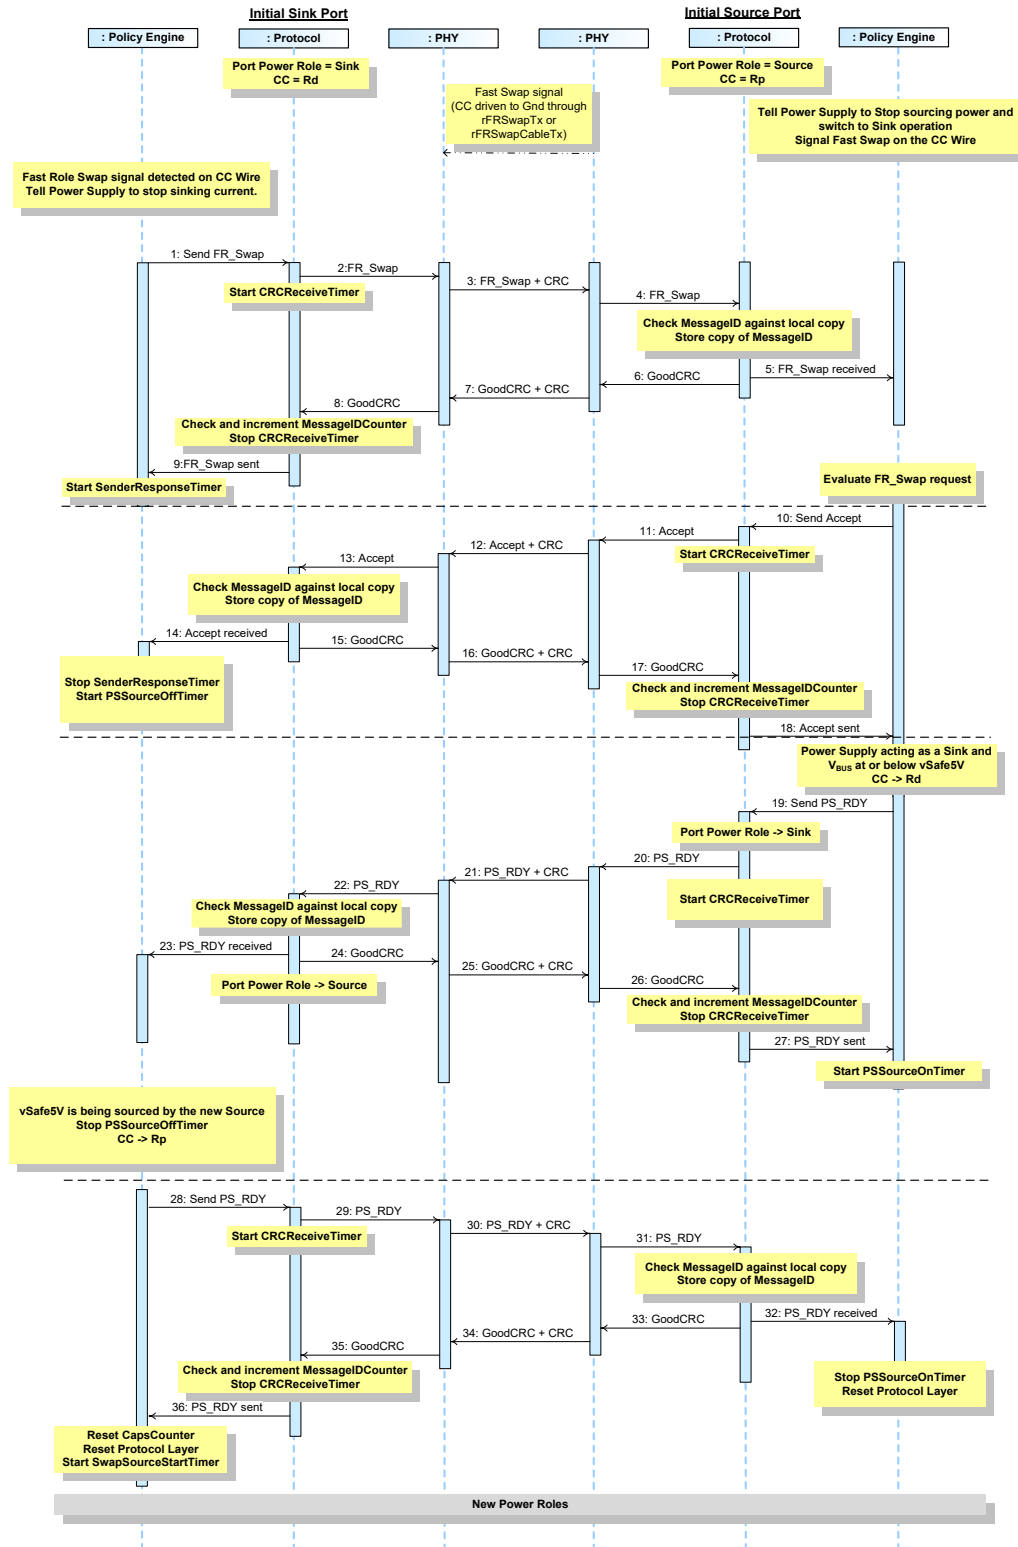 Initial Sink Port
Initial Source Port
: Policy Engine
: Protocol
: PHY
: PHY
: Protocol
: Policy Engine
Port Power Role = Sink
CC = Rd
Port Power Role = Source
CC = Rp
Fast Swap signal
(CC driven to Gnd through
rFRSwapTx or
rFRSwapCableTx)
Tell Power Supply to Stop sourcing power and
switch to Sink operation
Signal Fast Swap on the CC Wire
Fast Role Swap signal detected on CC Wire
Tell Power Supply to stop sinking current.
1: Send FR_Swap
2:FR_Swap
Start CRCReceiveTimer
3: FR_Swap + CRC
4: FR_Swap
Check MessageID against local copy
Store copy of MessageID
5: FR_Swap received
6: GoodCRC
7: GoodCRC + CRC
8: GoodCRC
Check and increment MessageIDCounter
Stop CRCReceiveTimer
9:FR_Swap sent
Start SenderResponseTimer
Evaluate FR_Swap request
10: Send Accept
11: Accept
Start CRCReceiveTimer
12: Accept + CRC
13: Accept
Check MessageID against local copy
Store copy of MessageID
14: Accept received
15: GoodCRC
16: GoodCRC + CRC
17: GoodCRC
Stop SenderResponseTimer
Start PSSourceOffTimer
Check and increment MessageIDCounter
Stop CRCReceiveTimer
18: Accept sent
Power Supply acting as a Sink and
VBUS at or below vSafe5V
CC -> Rd
19: Send PS_RDY
Port Power Role -> Sink
20: PS_RDY
21: PS_RDY + CRC
22: PS_RDY
Start CRCReceiveTimer
Check MessageID against local copy
Store copy of MessageID
23: PS_RDY received
24: GoodCRC
25: GoodCRC + CRC
26: GoodCRC
Port Power Role -> Source
Check and increment MessageIDCounter
Stop CRCReceiveTimer
27: PS_RDY sent
Start PSSourceOnTimer
vSafe5V is being sourced by the new Source
Stop PSSourceOffTimer
CC -> Rp
28: Send PS_RDY
29: PS_RDY
Start CRCReceiveTimer
30: PS_RDY + CRC
31: PS_RDY
Check MessageID against local copy
Store copy of MessageID
32: PS_RDY received
33: GoodCRC
34: GoodCRC + CRC
35: GoodCRC
Check and increment MessageIDCounter
Stop CRCReceiveTimer
Stop PSSourceOnTimer
Reset Protocol Layer
36: PS_RDY sent
Reset CapsCounter
Reset Protocol Layer
Start SwapSourceStartTimer
New Power Roles